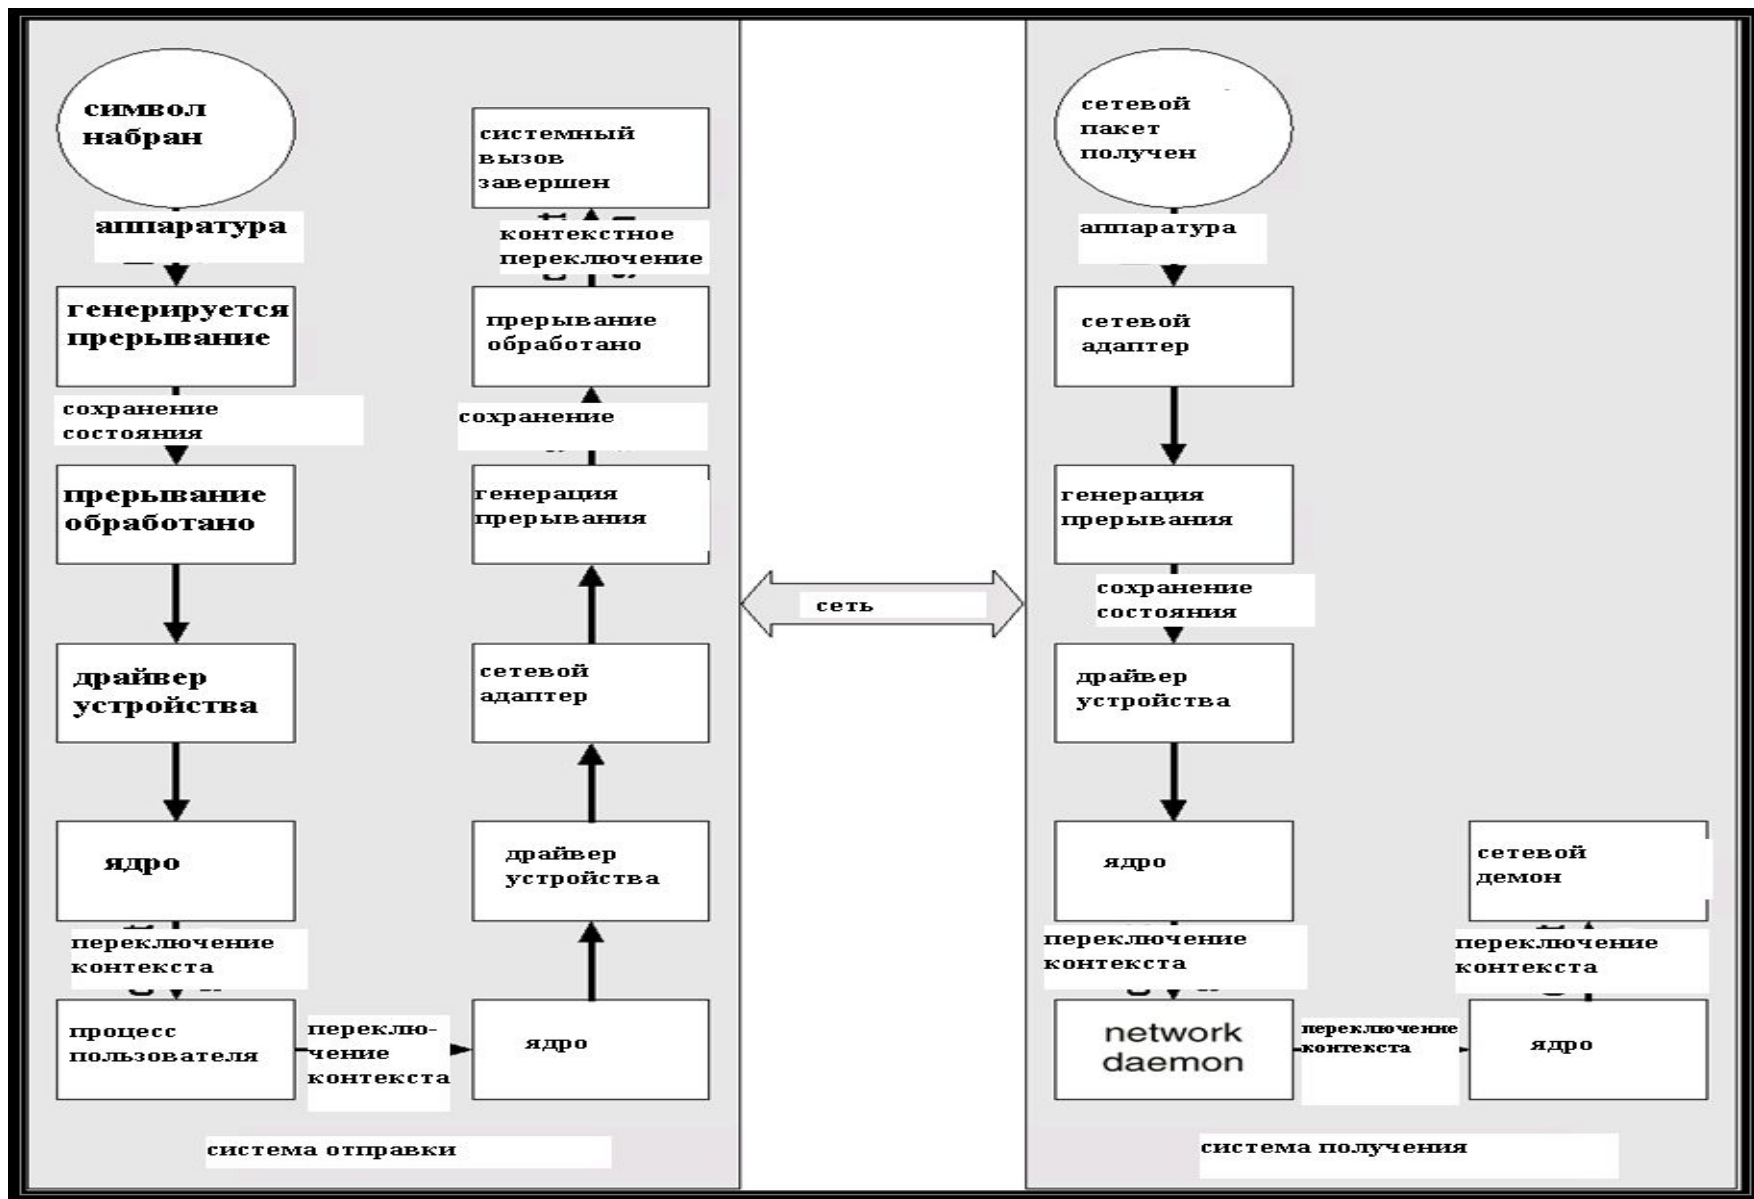 символ
набран
аппаратура
генерируется
прерывание
сохранение
состояния
прерывание
обработано
драйвер
устройства
ядро
переключение
контекста
процесс
пользователя
переклю-
чение
контекста
ядро
драйвер
устройства
сетевой
адаптер
генерация
прерывания
сохранение
прерывание
обработано
контекстное
переключение
системный
вызов
завершен
система отправки
сеть
сетевой
пакет
получен
аппаратура
сетевой
адаптер
генерация
прерывания
сохранение
состояния
драйвер
устройства
ядро
переключение
контекста
network
daemon
переключение
контекста
ядро
переключение
контекста
сетевой
демон
система получения